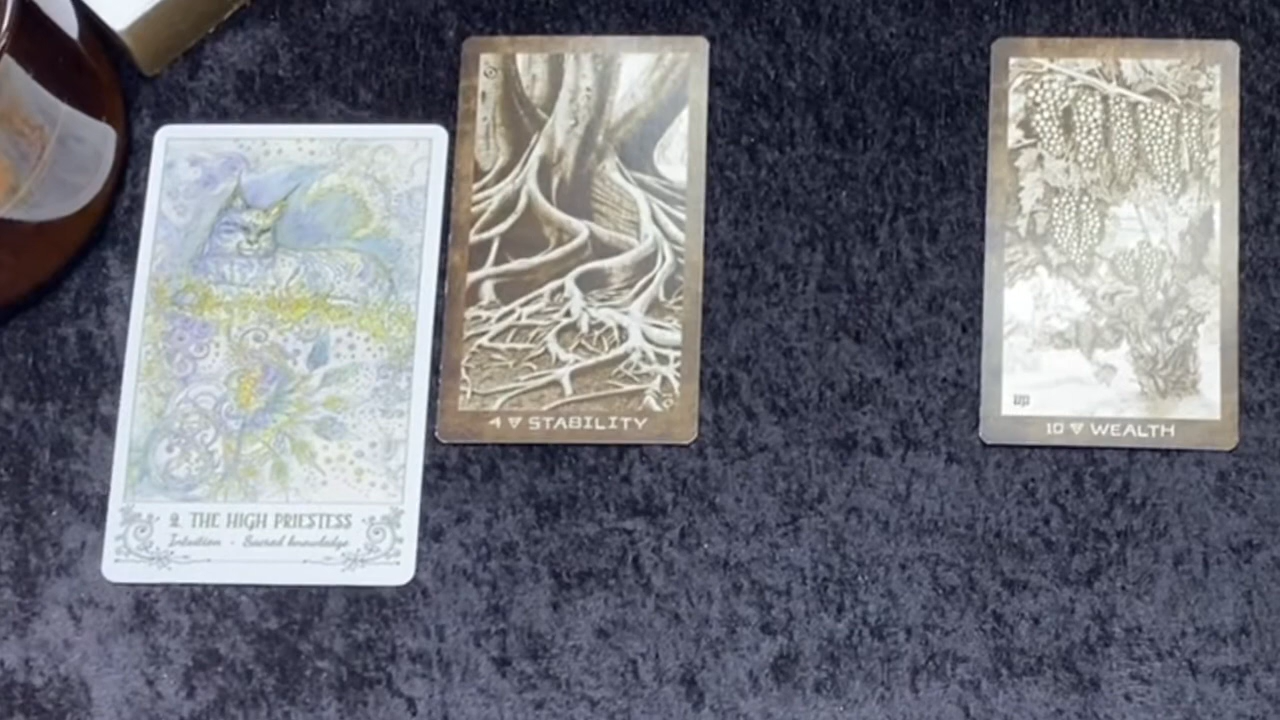 2. THE HIGH PRIESTESS
Intuition - Sacred knowledge
4 ▽ STABILITY
10 ▽ WEALTH